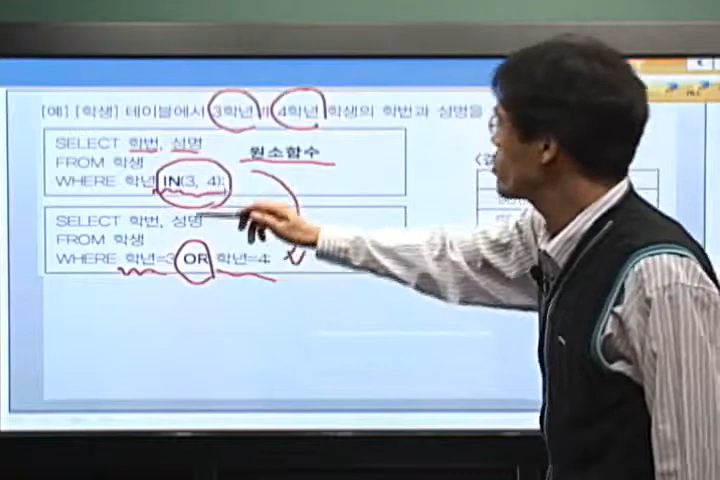 [예] [학생] 테이블에서 3학년과 4학년 학생의 학번과 성명을
SELECT 학번, 성명
FROM 학생
WHERE 학년 IN(3, 4);
원소함수
SELECT 학번, 성명
FROM 학생
WHERE 학년=3 OR 학년=4;